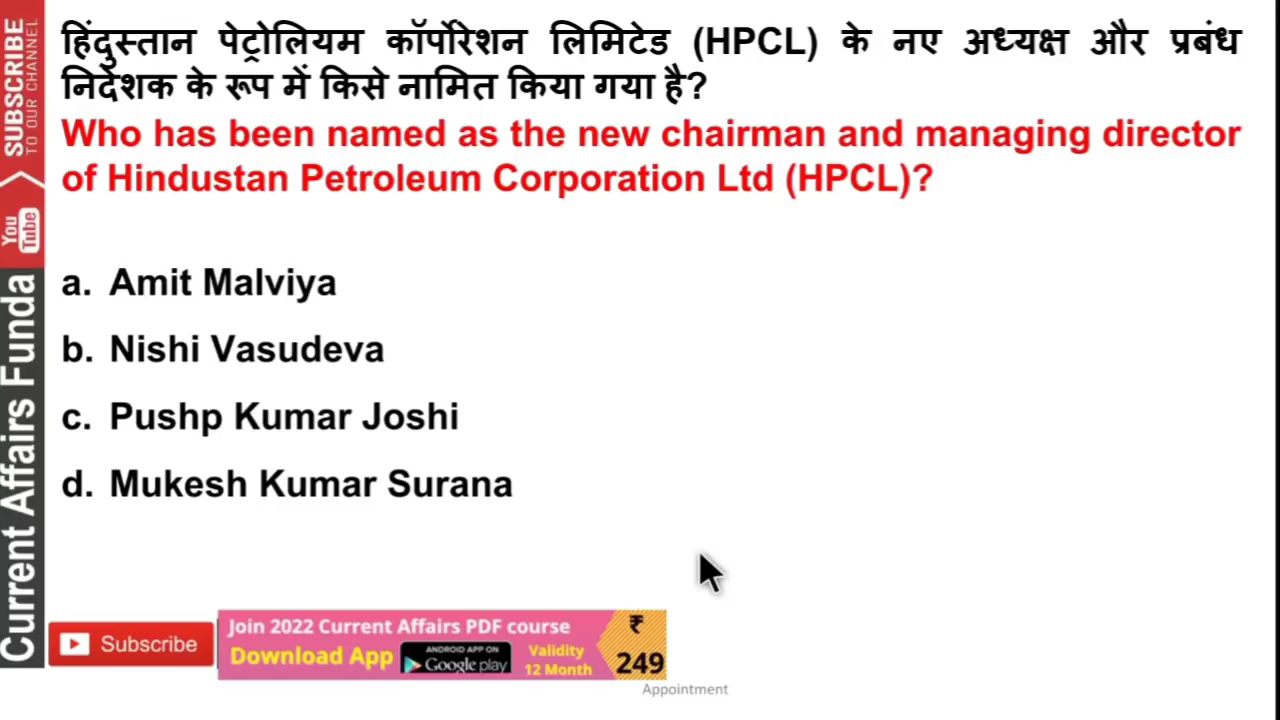 हिंदुस्तान पेट्रोलियम कॉर्पोरेशन लिमिटेड (HPCL) के नए अध्यक्ष और प्रबंध
निर्देशक के रूप में किसे नामित किया गया है?
Who has been named as the new chairman and managing director
of Hindustan Petroleum Corporation Ltd (HPCL)?
a. Amit Malviya
b. Nishi Vasudeva
c. Pushp Kumar Joshi
d. Mukesh Kumar Surana
SUBSCRIBE
TO OUR CHANNEL
You
Tube
Current Affairs Funda
Subscribe
Join 2022 Current Affairs PDF course
Download App
ANDROID APP ON
Google play
Validity
12 Month
₹
249
Appointment